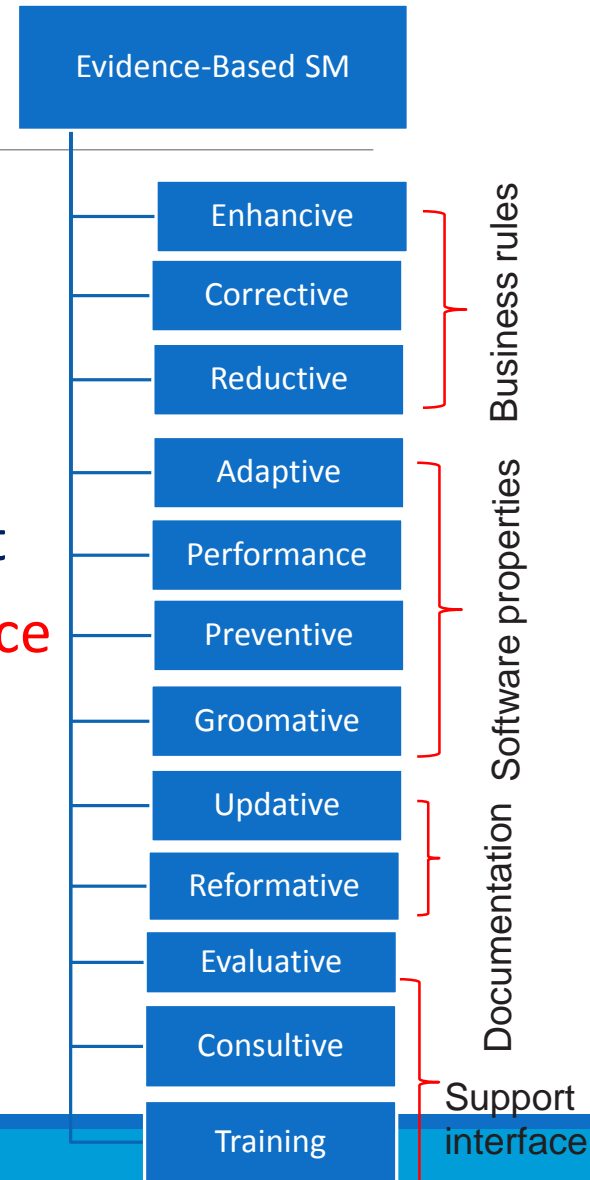 Evidence-Based SM
Enhancive
Corrective
Reductive
Business rules
Adaptive
Performance
Preventive
Groomative
Software properties
Updative
Reformative
Documentation
Evaluative
Consultive
Training
Support
interface
t
ce